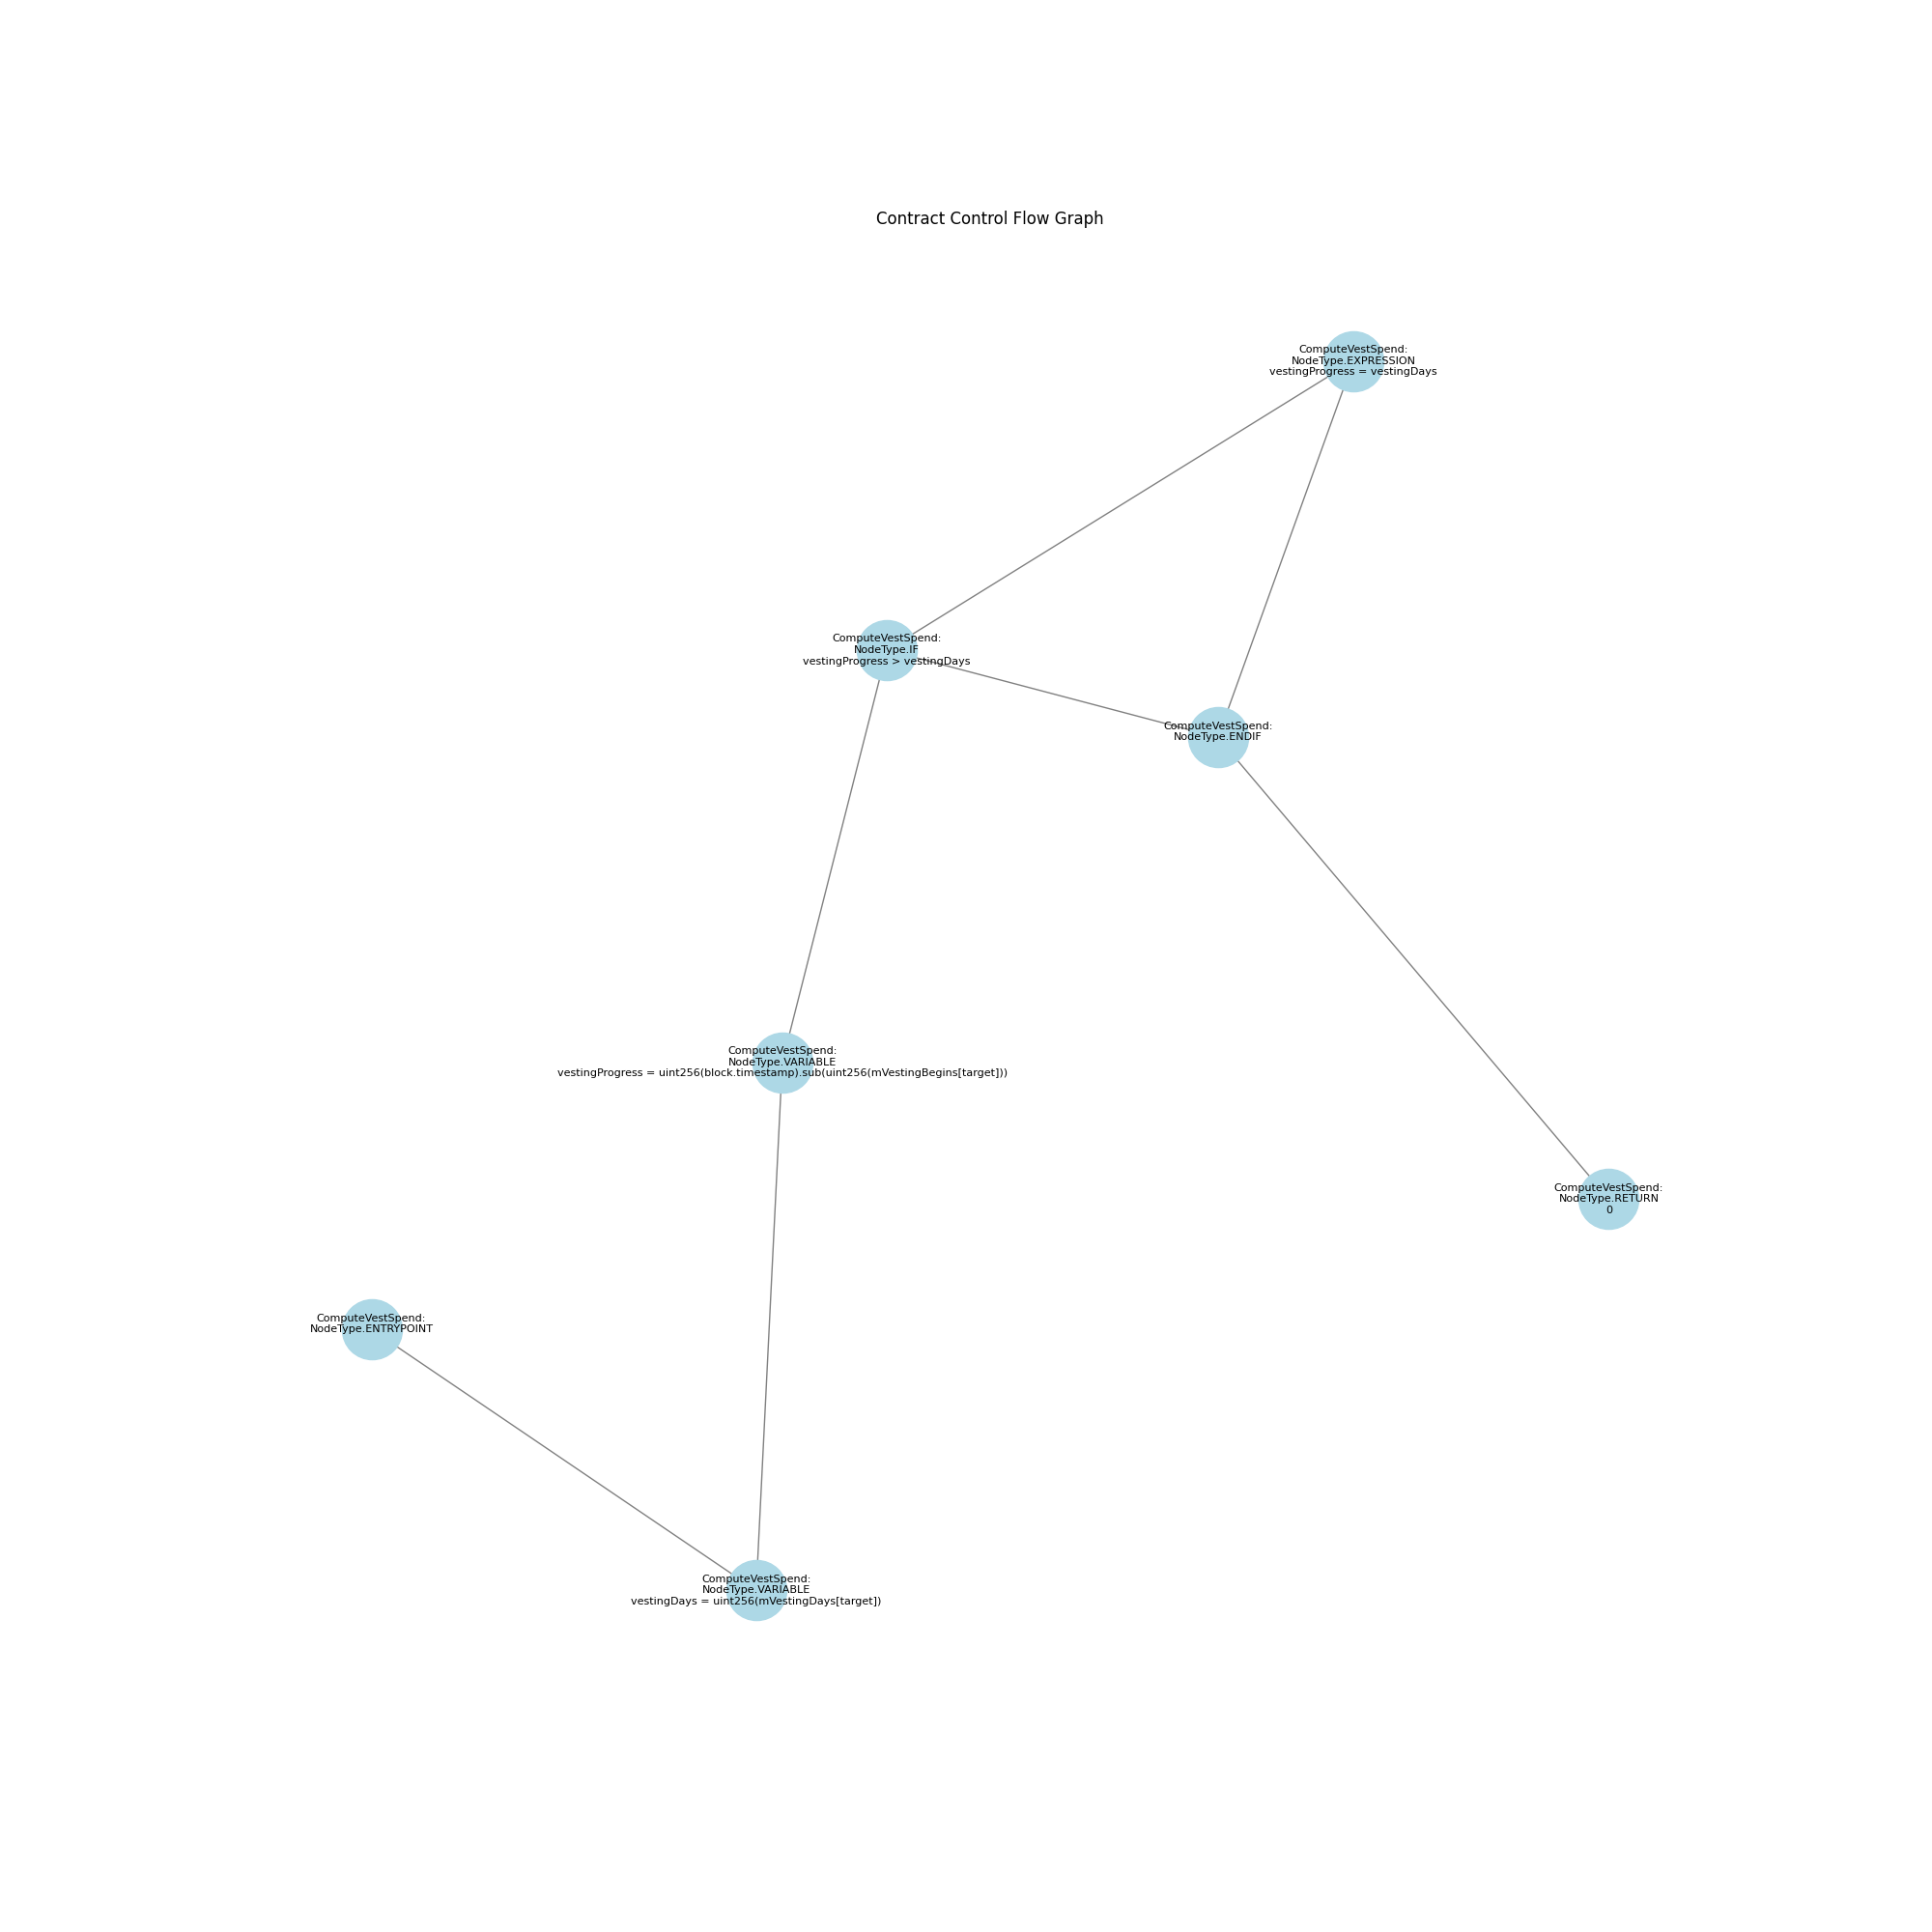 Contract Control Flow Graph
ComputeVestSpend:
NodeType.EXPRESSION
vestingProgress = vestingDays
ComputeVestSpend:
NodeType.IF
vestingProgress > vestingDays
ComputeVestSpend:
NodeType.ENDIF
ComputeVestSpend:
NodeType.VARIABLE
vestingProgress = uint256(block.timestamp).sub(uint256(mVestingBegins[target]))
ComputeVestSpend:
NodeType.RETURN
0
ComputeVestSpend:
NodeType.ENTRYPOINT
ComputeVestSpend:
NodeType.VARIABLE
vestingDays = uint256(mVestingDays[target])